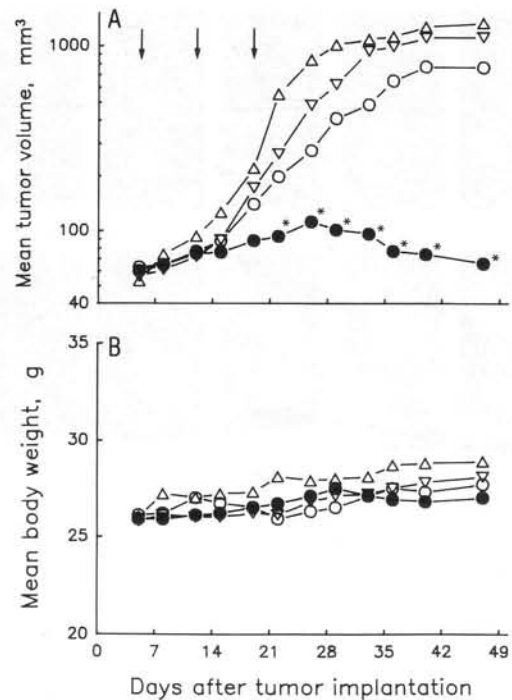 A
Mean tumor volume, mm³
1000
100
40
* * * * * * *
B
Mean body weight, g
35
30
25
20
0 7 14 21 28 35 42 49
Days after tumor implantation